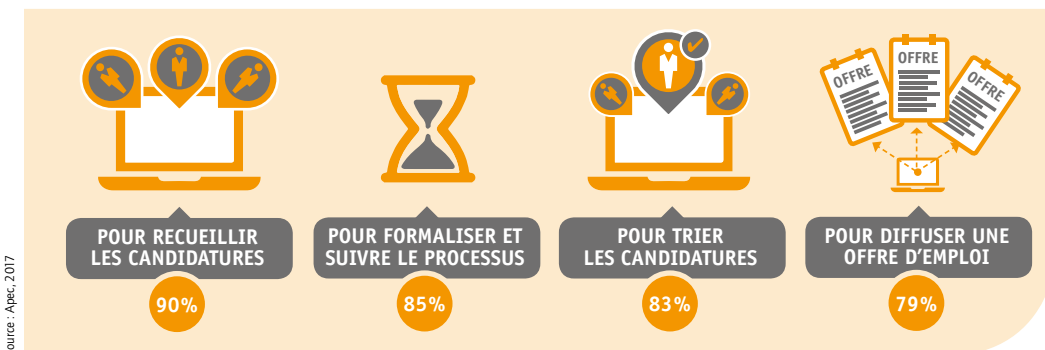 OFFRE
OFFRE
OFFRE
POUR RECUEILLIR
LES CANDIDATURES
90%
POUR FORMALISER ET
SUIVRE LE PROCESSUS
85%
POUR TRIER
LES CANDIDATURES
83%
POUR DIFFUSER UNE
OFFRE D'EMPLOI
79%
ource : Apec, 2017